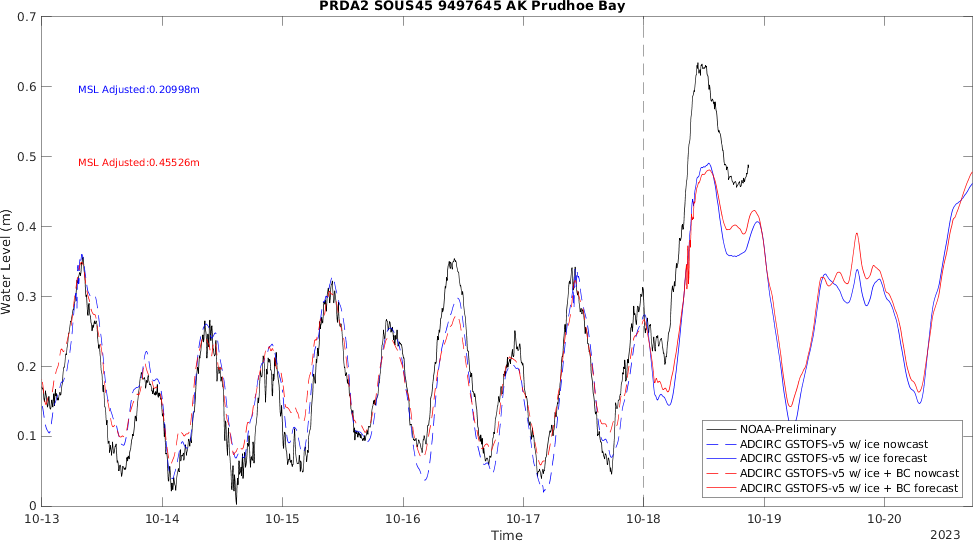 PRDA2 SOUS45 9497645 AK Prudhoe Bay
0.7
0.6
0.5
0.4
0.3
0.2
0.1
0
Water Level (m)
MSL Adjusted:0.20998m
MSL Adjusted:0.45526m
NOAA-Preliminary
ADCIRC GSTOFS-v5 w/ ice nowcast
ADCIRC GSTOFS-v5 w/ ice forecast
ADCIRC GSTOFS-v5 w/ ice + BC nowcast
ADCIRC GSTOFS-v5 w/ ice + BC forecast
10-13 10-14 10-15 10-16 10-17 10-18 10-19 10-20
Time
2023